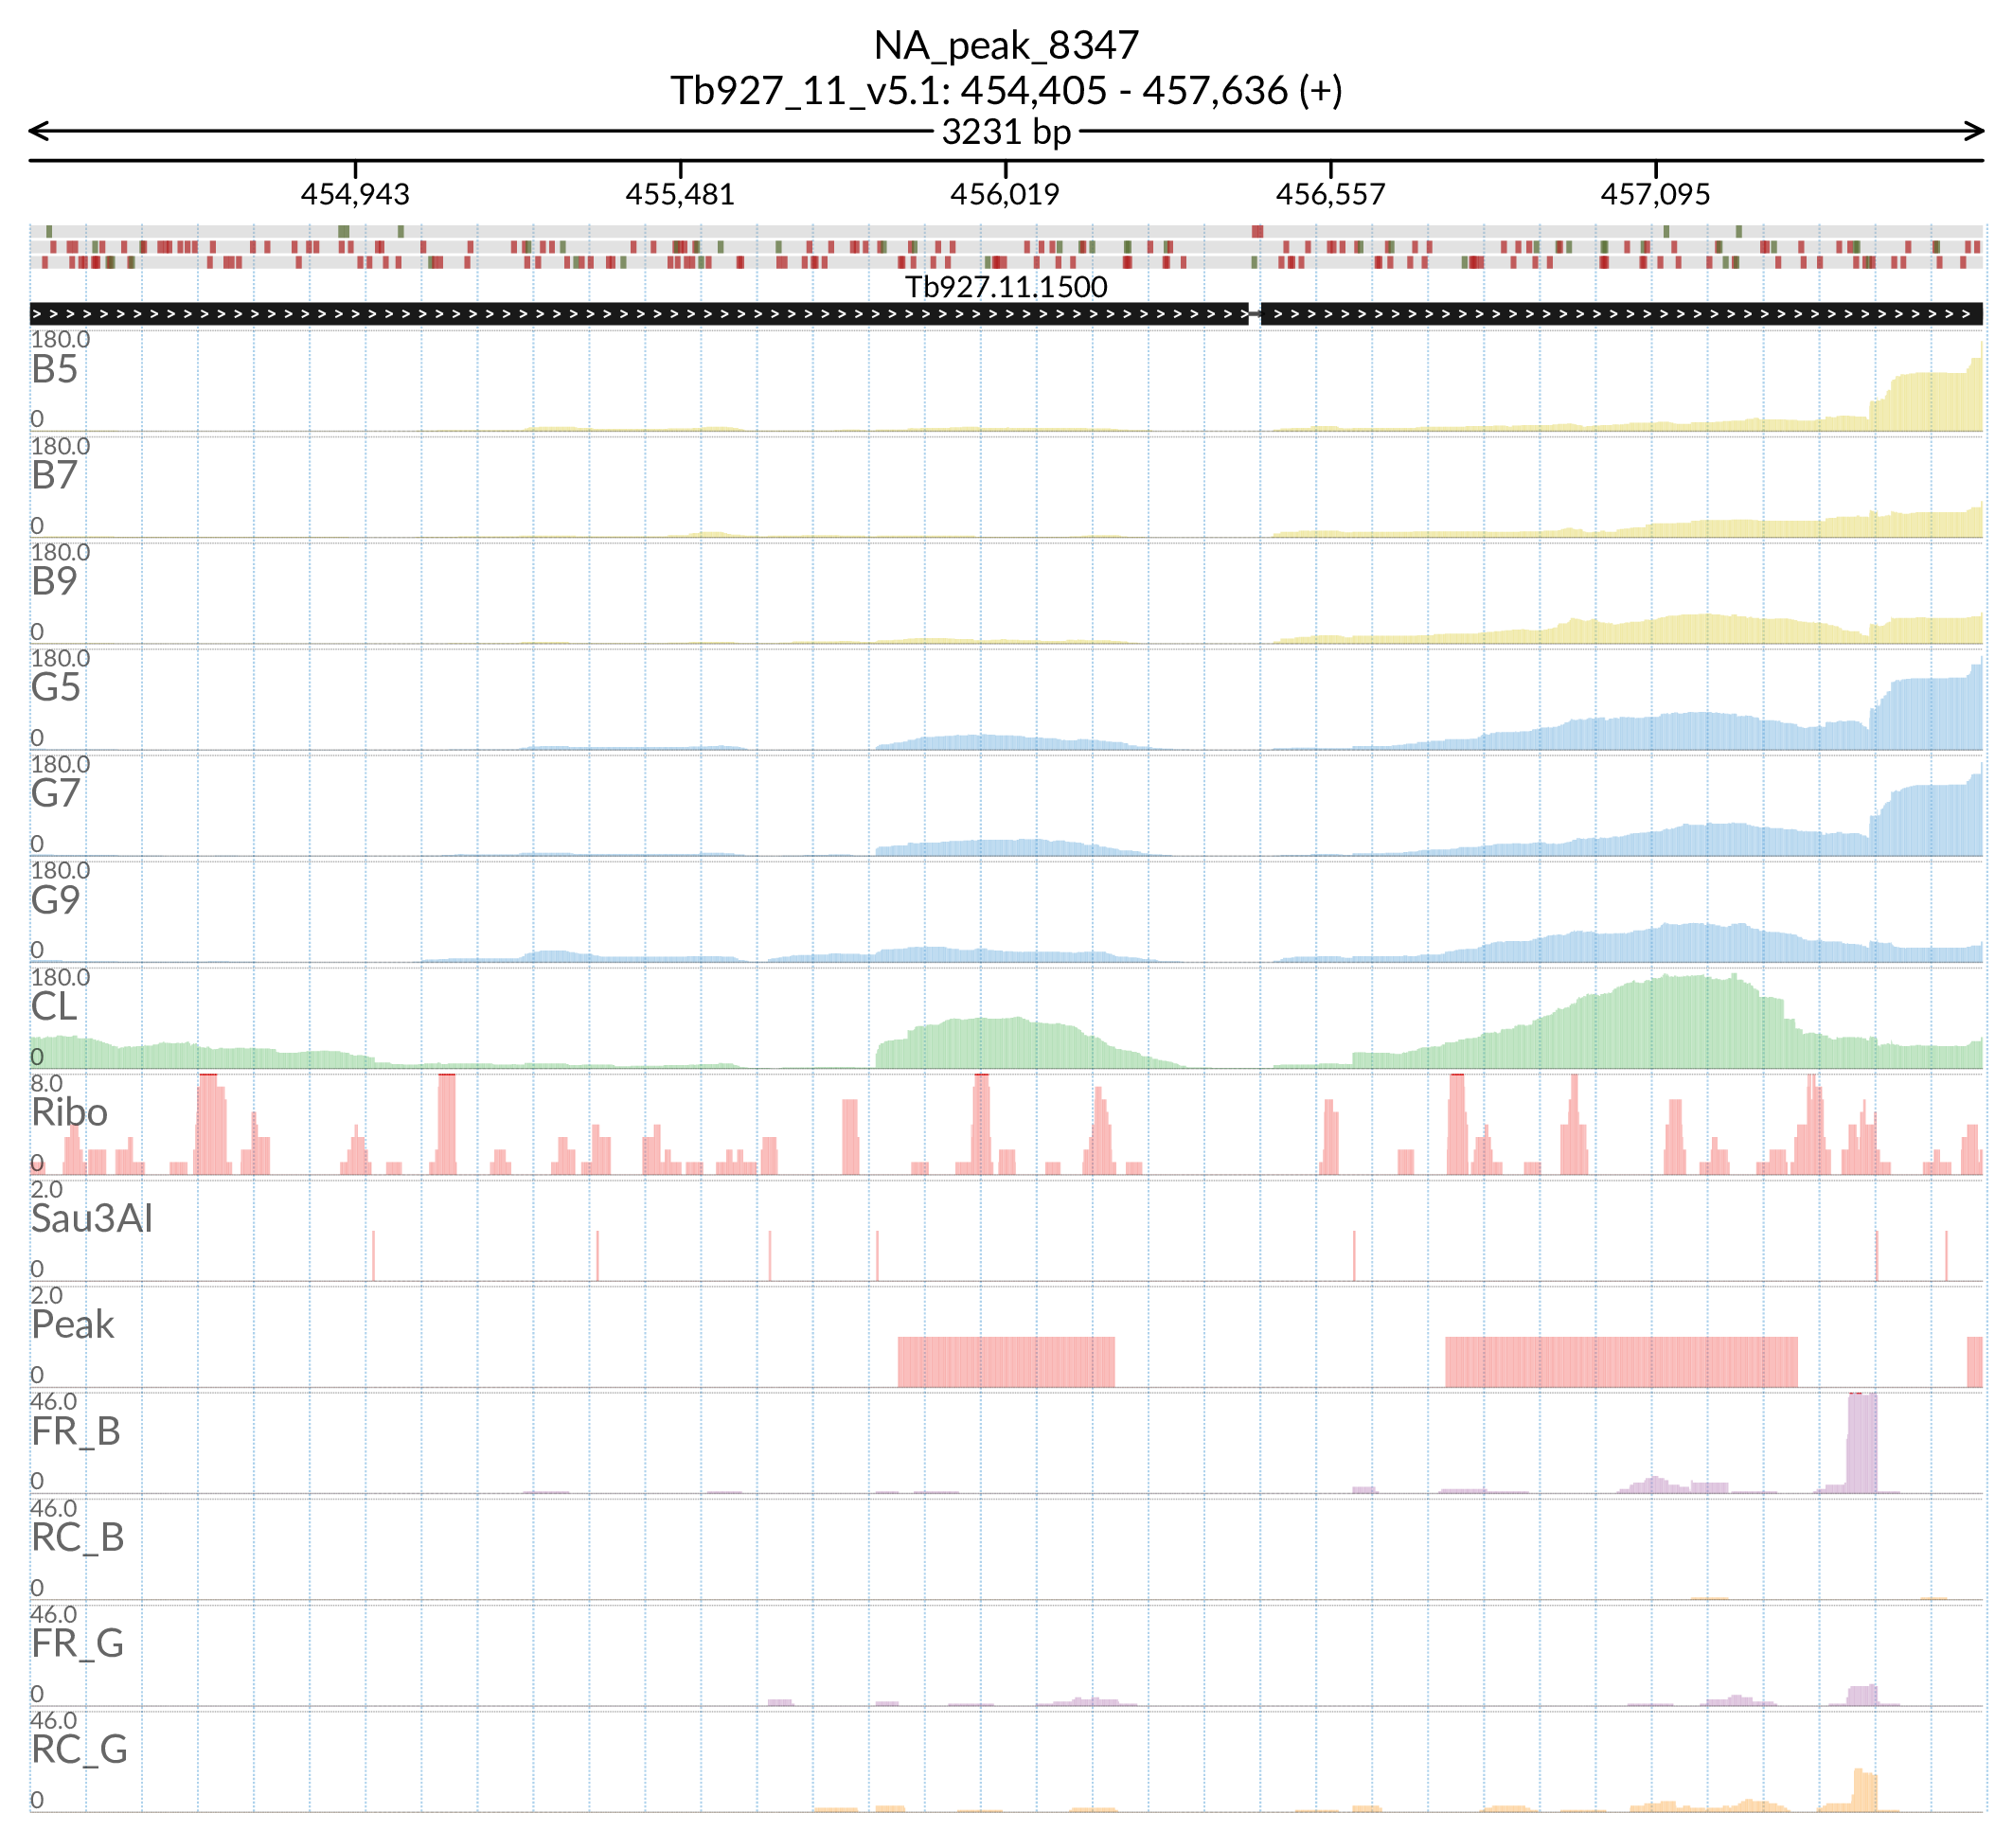 NA_peak_8347
Tb927_11_v5.1: 454,405 - 457,636 (+)
3231 bp
454,943 455,481 456,019 456,557 457,095
Tb927.11.1500
180.0
B5
0
180.0
B7
0
180.0
B9
0
180.0
G5
0
180.0
G7
0
180.0
G9
0
180.0
CL
0
8.0
Ribo
0
2.0
Sau3AI
0
2.0
Peak
0
46.0
FR_B
0
46.0
RC_B
0
46.0
FR_G
0
46.0
RC_G
0